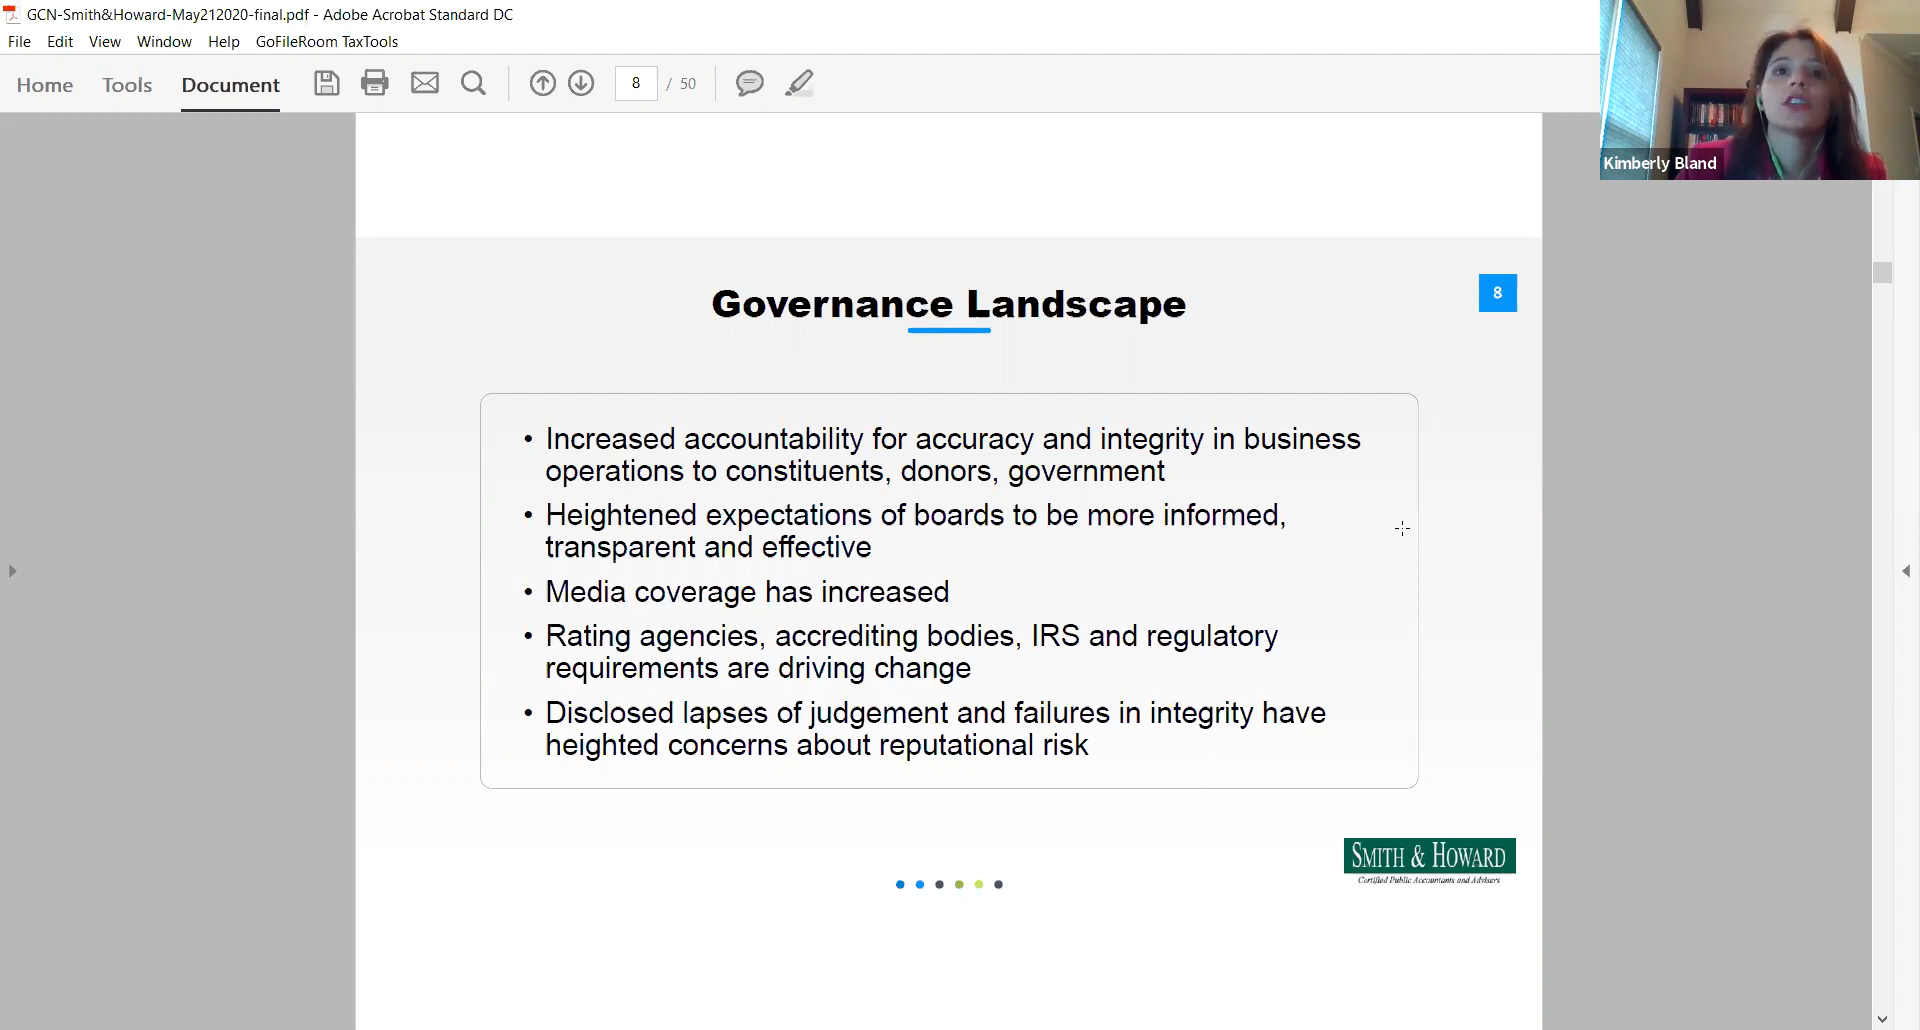 GCN-Smith&Howard-May212020-final.pdf - Adobe Acrobat Standard DC
File Edit View Window Help GoFileRoom TaxTools
Home Tools Document 8 / 50
Kimberly Bland
Governance Landscape
8
• Increased accountability for accuracy and integrity in business
operations to constituents, donors, government
• Heightened expectations of boards to be more informed,
transparent and effective
• Media coverage has increased
• Rating agencies, accrediting bodies, IRS and regulatory
requirements are driving change
• Disclosed lapses of judgement and failures in integrity have
heighted concerns about reputational risk
SMITH & HOWARD
Certified Public Accountants and Advisers